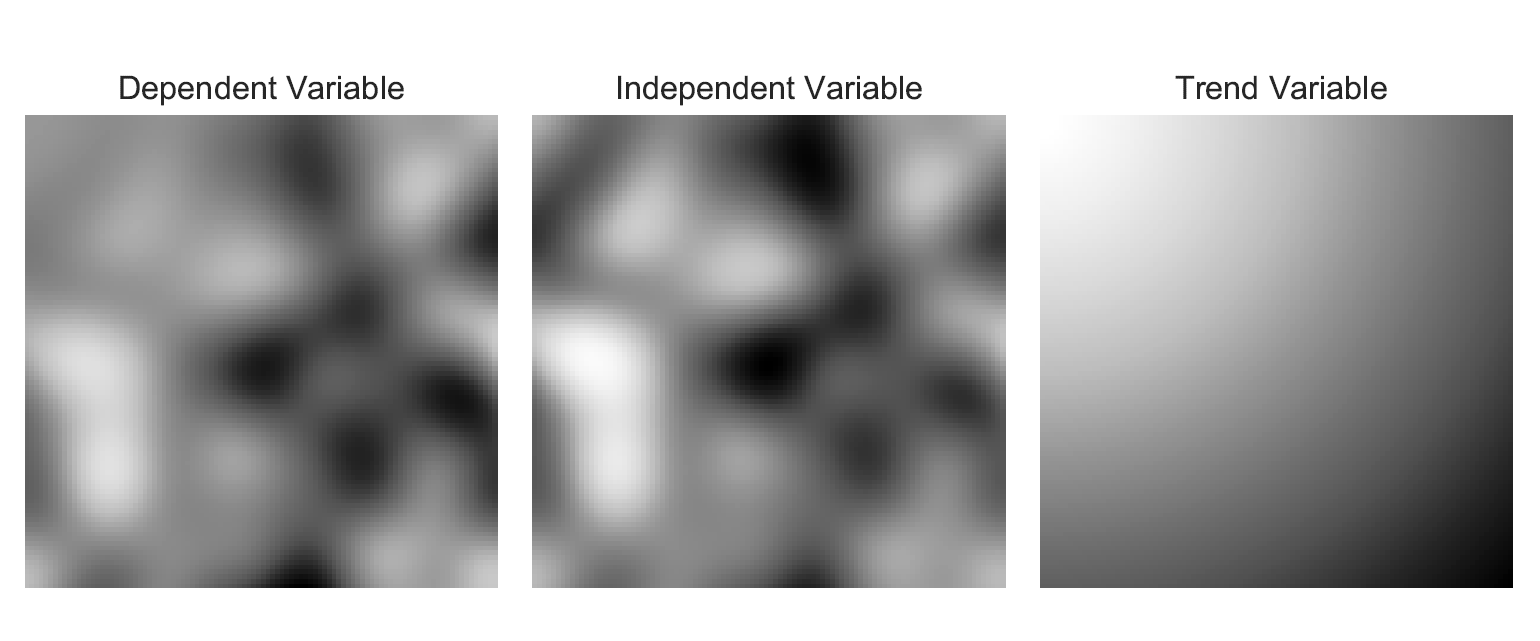 Dependent Variable
Independent Variable
Trend Variable